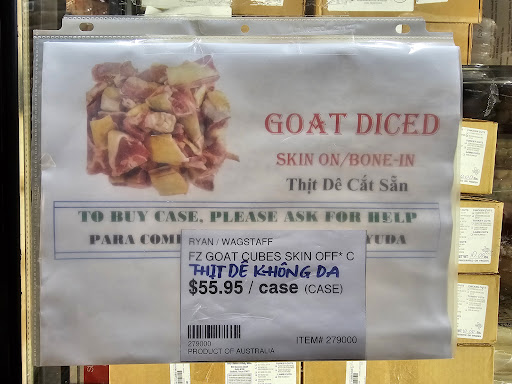 GOAT DICED
SKIN ON/BONE-IN
Thịt Dê Cắt Sẵn
TO BUY CASE, PLEASE ASK FOR HELP
PARA COM
YUDA
RYAN / WAGSTAFF
FZ GOAT CUBES SKIN OFF* C
THỊT DÊ KHÔNG DA
$55.95 / case (CASE)
279000
ITEM# 279000
PRODUCT OF AUSTRALIA